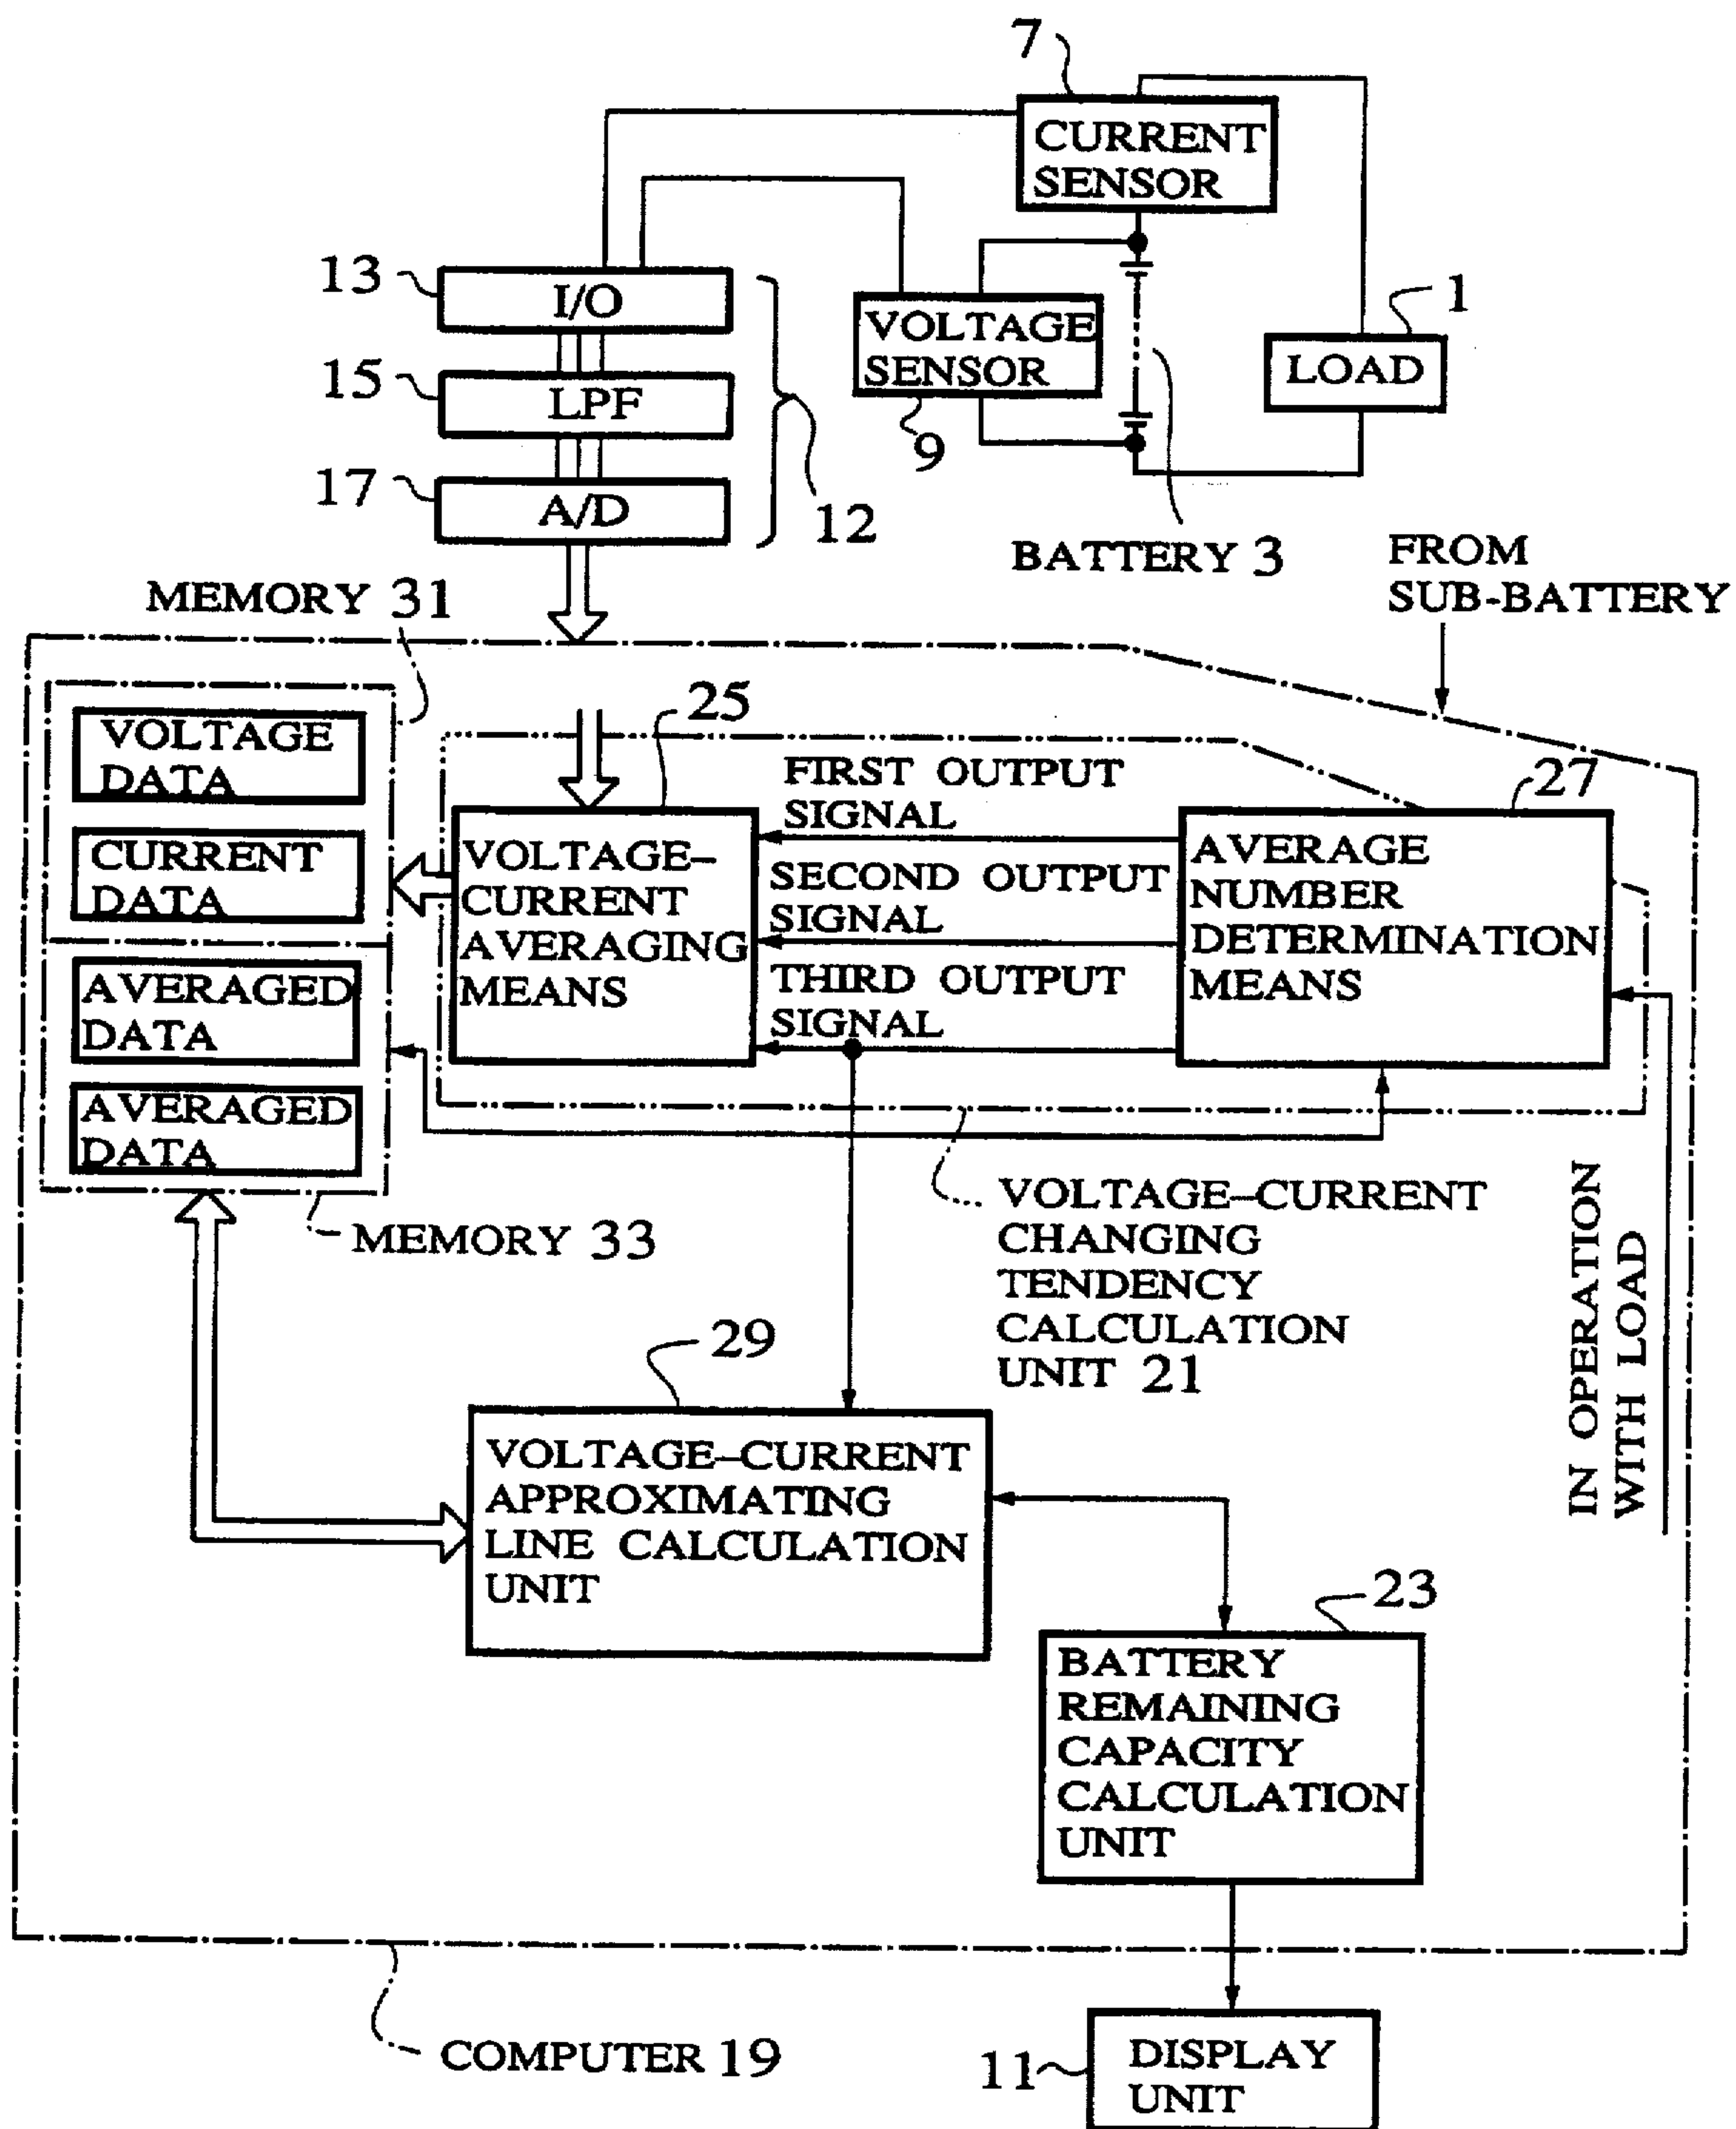 7
CURRENT
SENSOR
13
I/O
VOLTAGE
SENSOR
9
1
LOAD
15
LPF
17
A/D
12
BATTERY 3
FROM
SUB-BATTERY
MEMORY 31
VOLTAGE
DATA
CURRENT
DATA
AVERAGED
DATA
AVERAGED
DATA
MEMORY 33
25
VOLTAGE–
CURRENT
AVERAGING
MEANS
FIRST OUTPUT
SIGNAL
SECOND OUTPUT
SIGNAL
THIRD OUTPUT
SIGNAL
27
AVERAGE
NUMBER
DETERMINATION
MEANS
VOLTAGE–CURRENT
CHANGING
TENDENCY
CALCULATION
UNIT 21
IN OPERATION
WITH LOAD
29
VOLTAGE–CURRENT
APPROXIMATING
LINE CALCULATION
UNIT
23
BATTERY
REMAINING
CAPACITY
CALCULATION
UNIT
COMPUTER 19
11
DISPLAY
UNIT